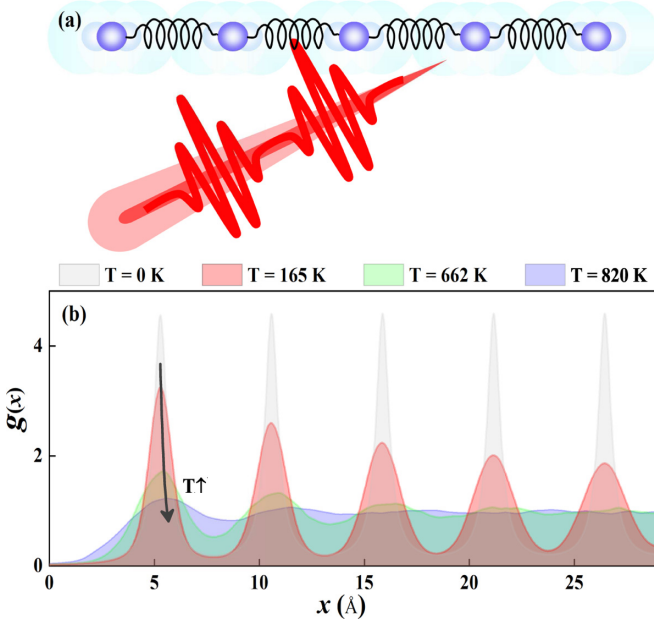 (a)
T = 0 K T = 165 K T = 662 K T = 820 K
(b)
g(x)
4
2
0
T↑
0 5 10 15 20 25
x (Å)